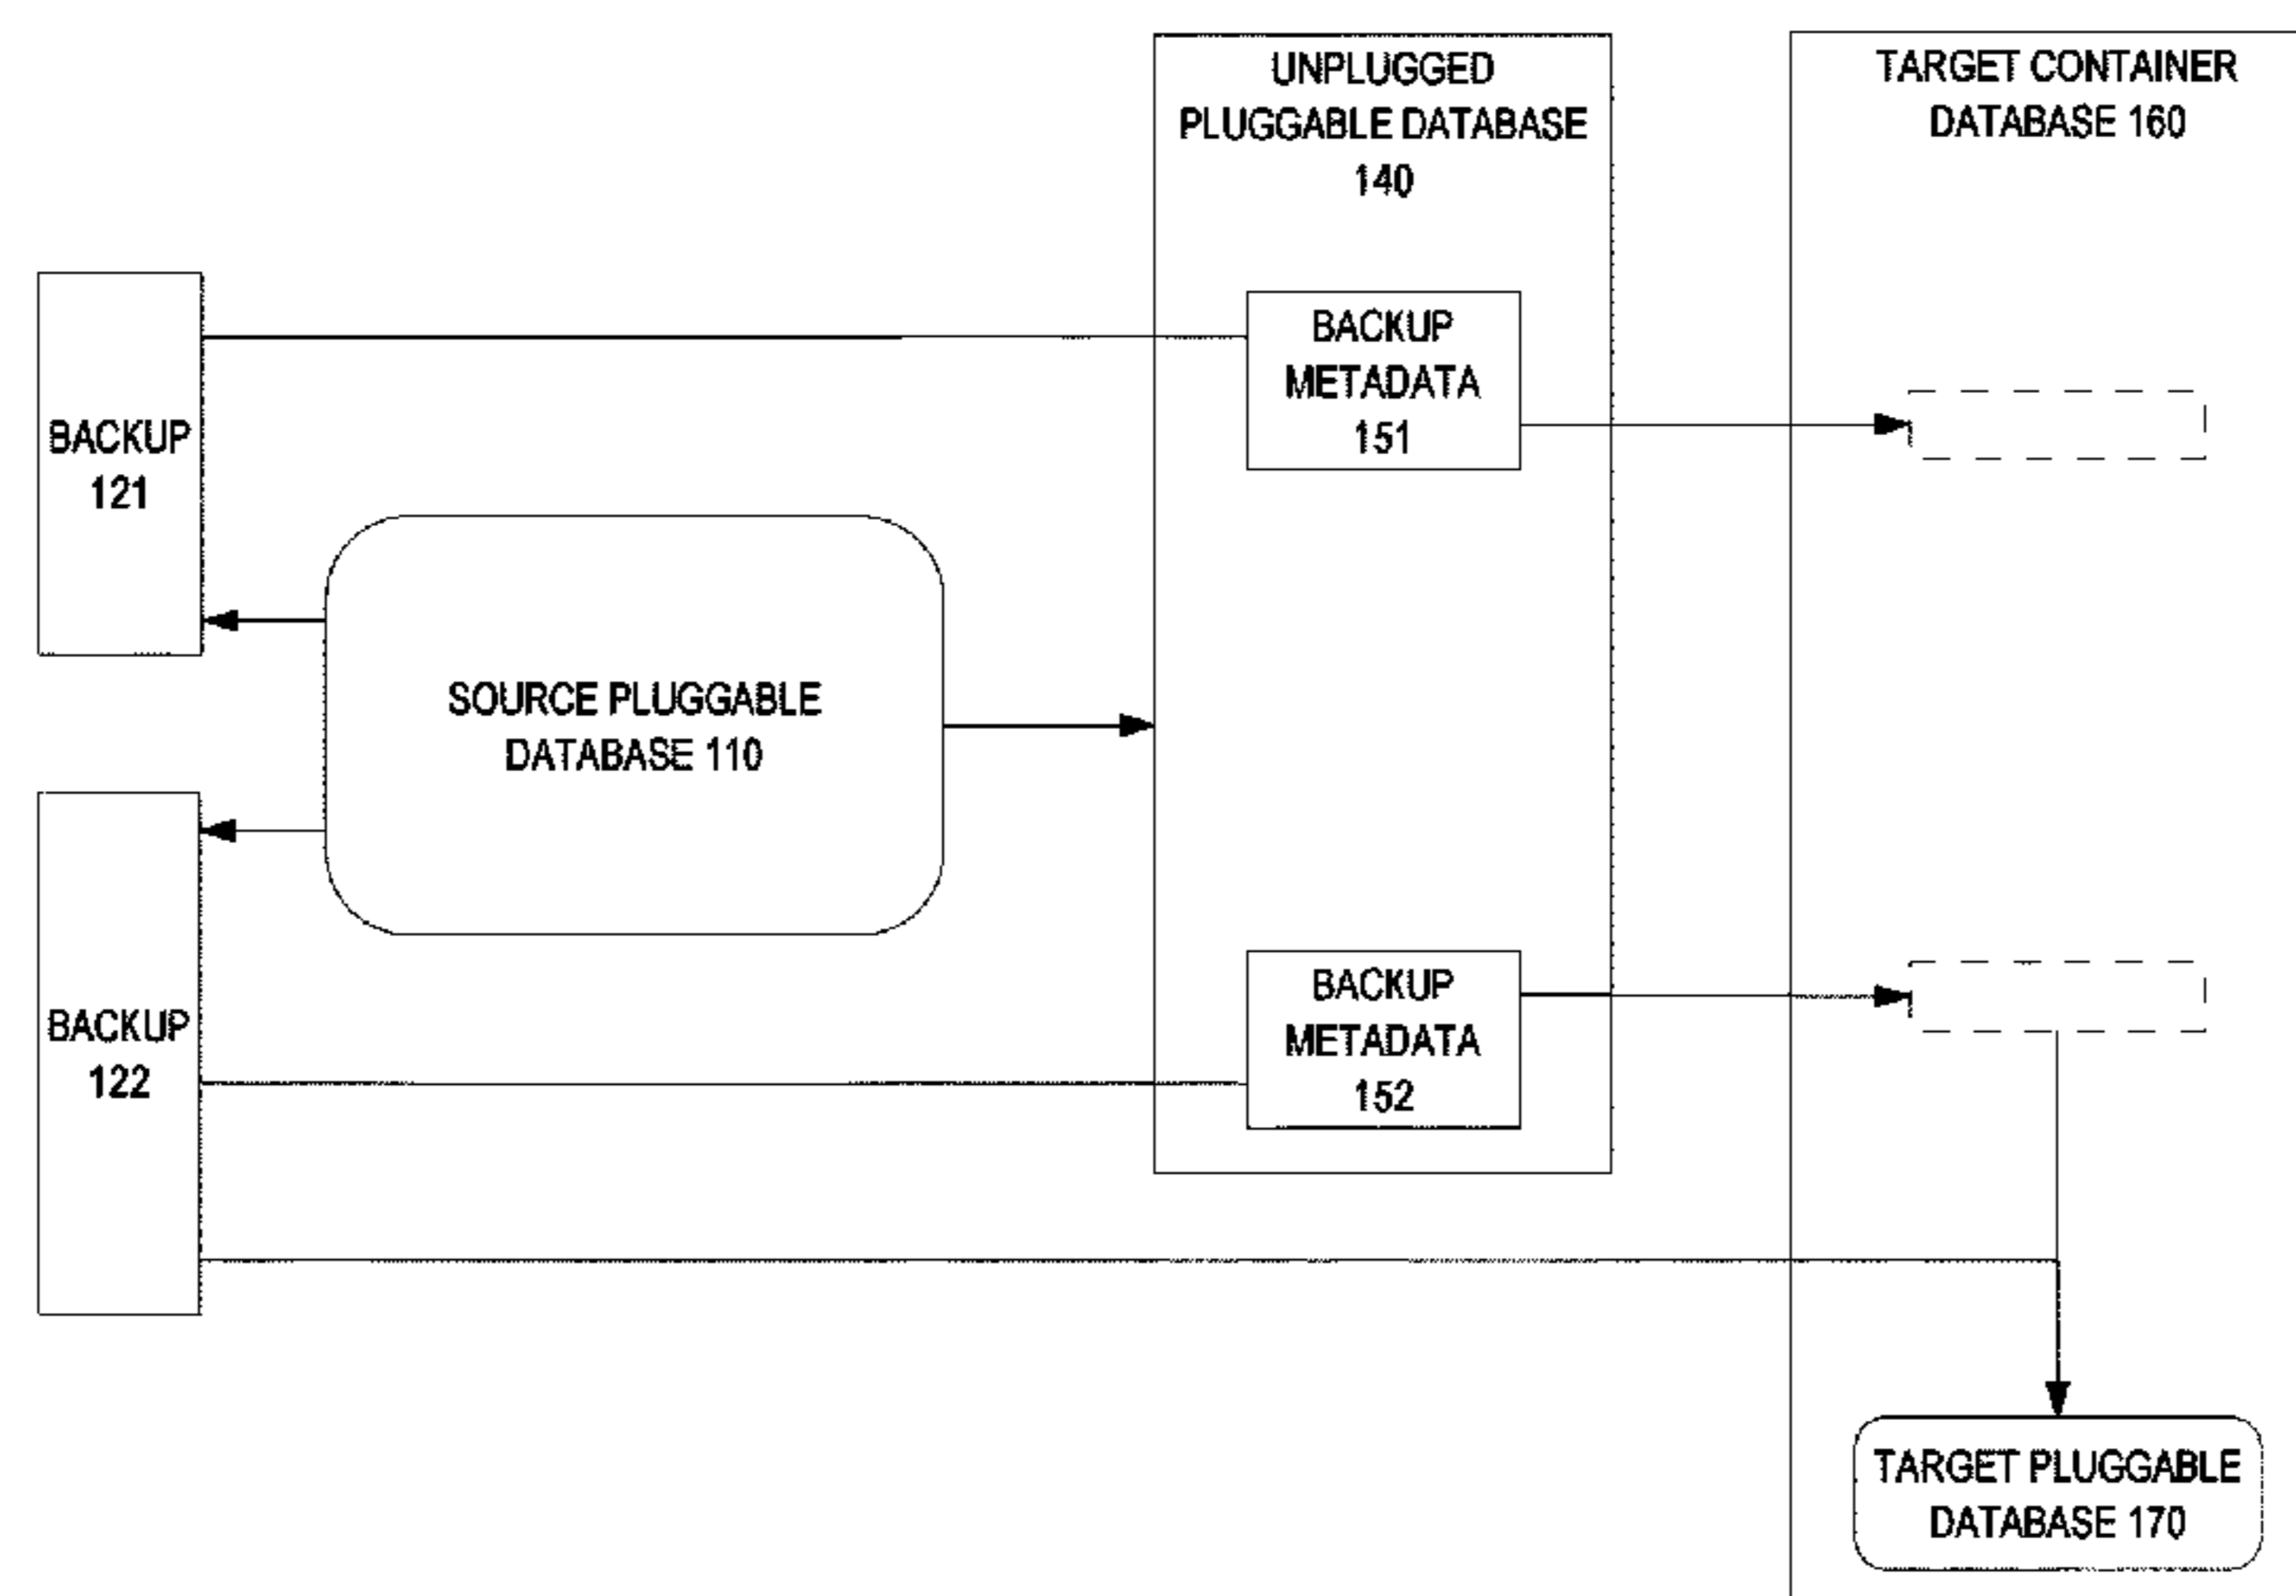 UNPLUGGED
PLUGGABLE DATABASE
140
TARGET CONTAINER
DATABASE 160
BACKUP
METADATA
151
BACKUP
121
SOURCE PLUGGABLE
DATABASE 110
BACKUP
122
BACKUP
METADATA
152
TARGET PLUGGABLE
DATABASE 170